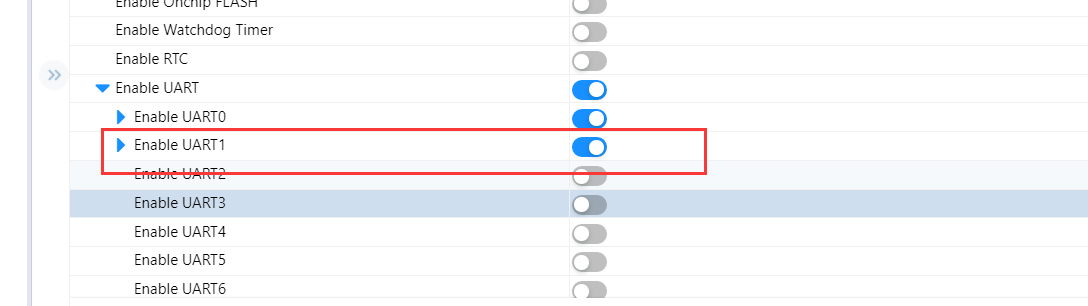 Enable Onchip FLASH
Enable Watchdog Timer
Enable RTC
Enable UART
Enable UART0
Enable UART1
Enable UART2
Enable UART3
Enable UART4
Enable UART5
Enable UART6